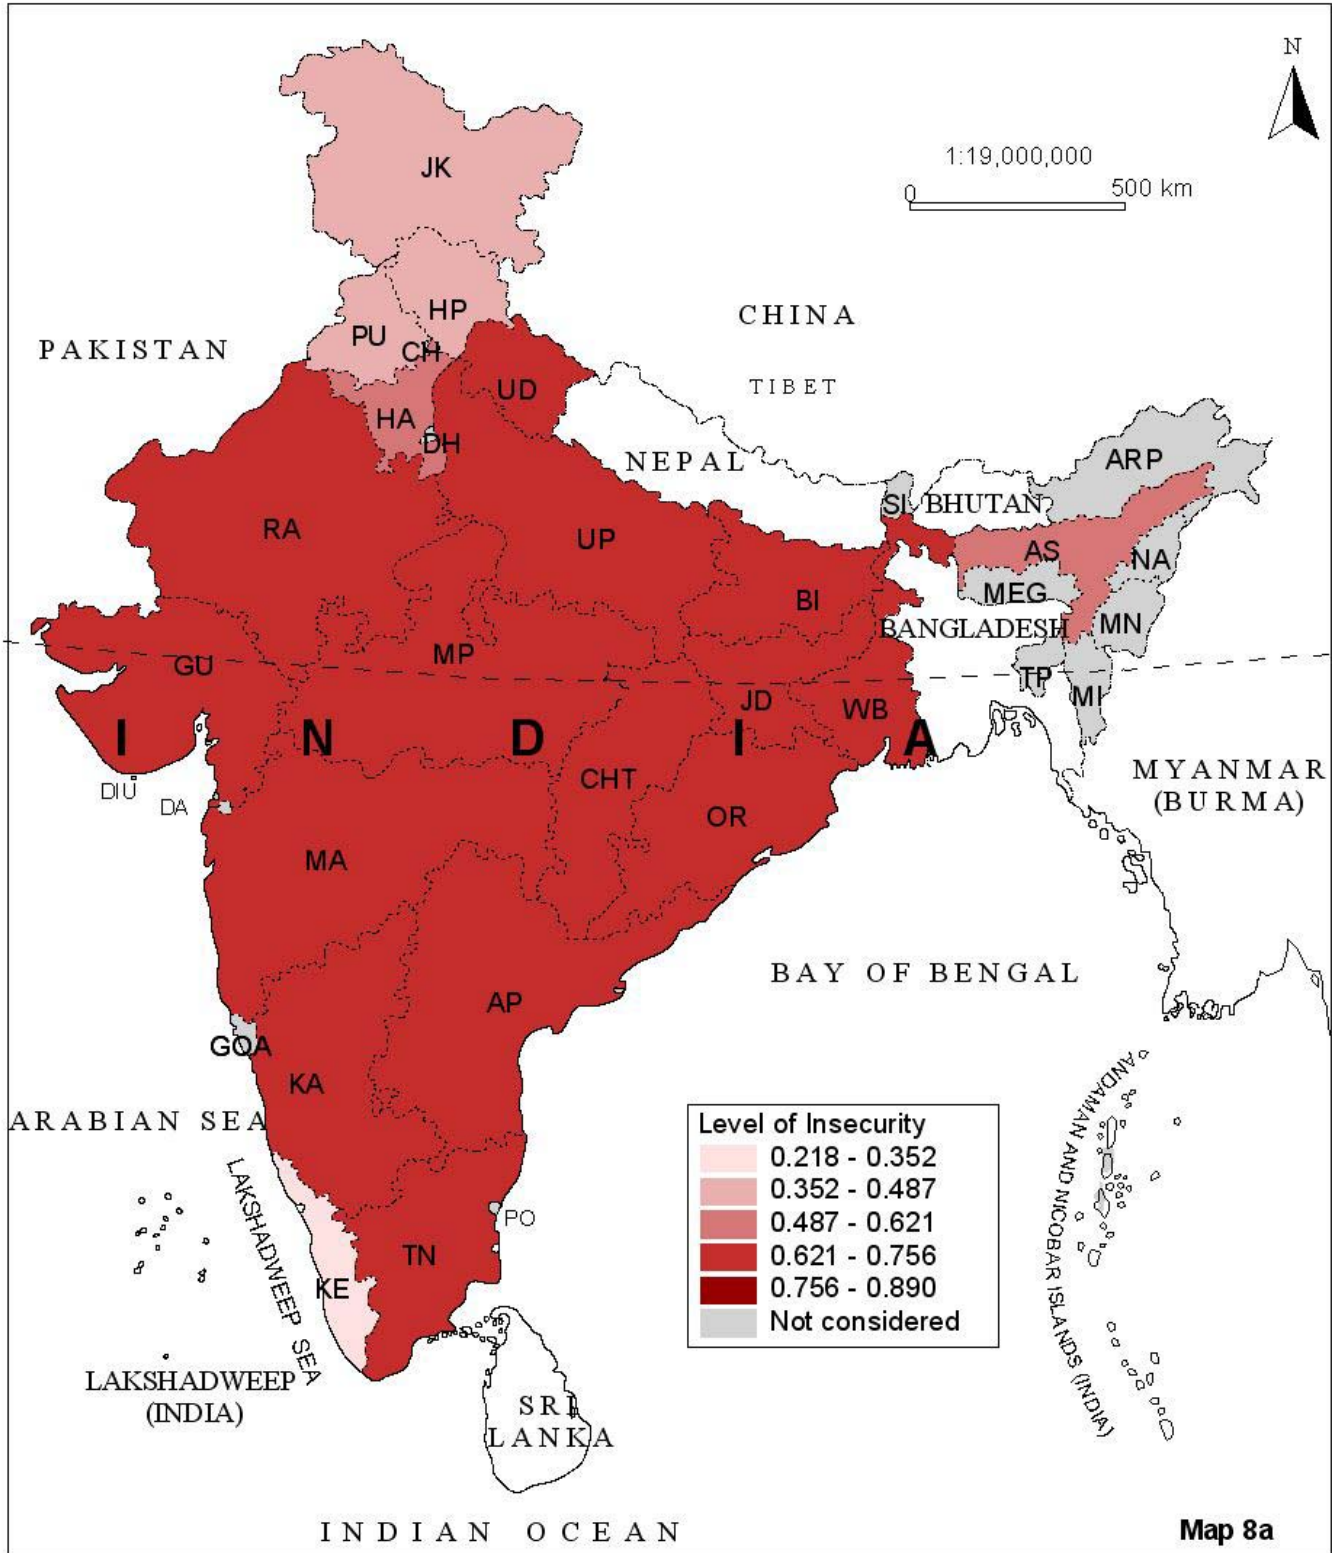 N
1:19,000,000
0 500 km
JK
HP
PU
CH
CHINA
PAKISTAN
UD
TIBET
HA
DH
NEPAL
ARP
SI
BHUTAN
RA
UP
AS
NA
BI
MEG
BANGLADESH
MN
MP
GU
TP
MI
JD
WB
I N D I A
CHT
MYANMAR
(BURMA)
DIU
DA
OR
MA
BAY OF BENGAL
AP
GOA
KA
ARABIAN SEA
ANDAMAN AND NICOBAR ISLANDS (INDIA)
Level of Insecurity
0.218 - 0.352
0.352 - 0.487
0.487 - 0.621
0.621 - 0.756
0.756 - 0.890
Not considered
LAKSHADWEEP SEA
PO
TN
KE
LAKSHADWEEP
(INDIA)
SRI
LANKA
INDIAN OCEAN
Map 8a